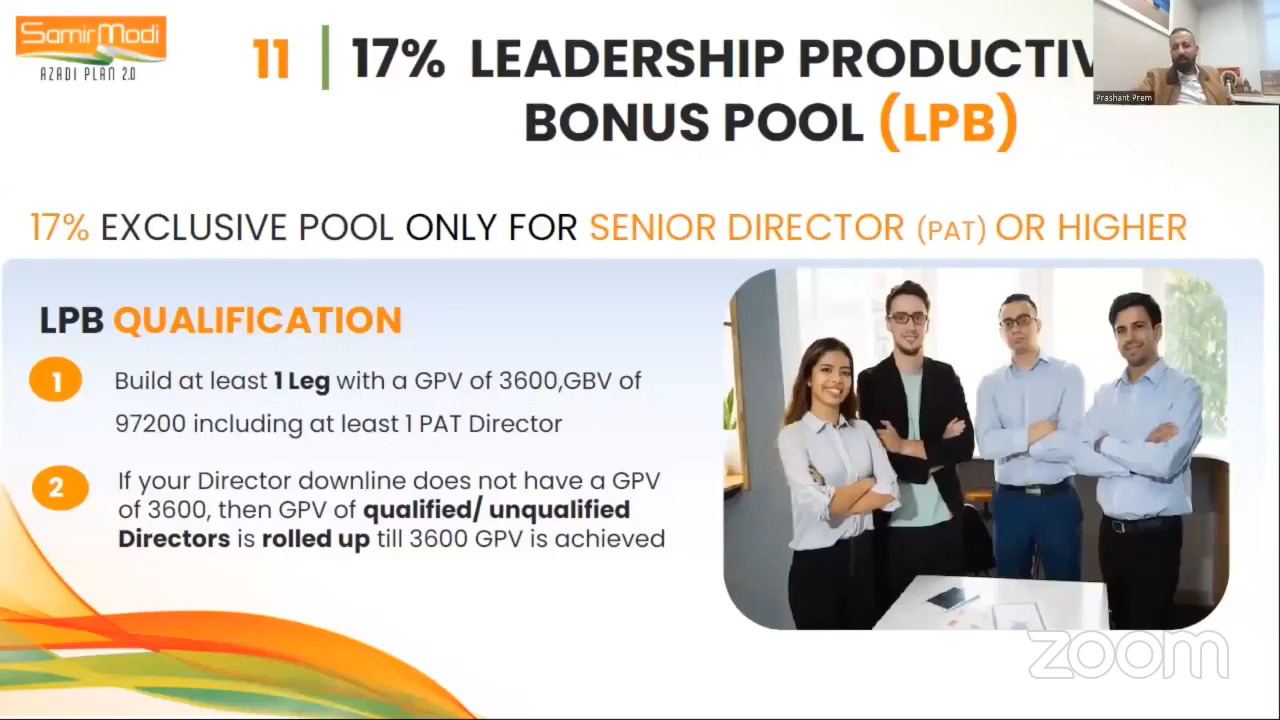 SamirModi
AZADI PLAN 2.0
11 17% LEADERSHIP PRODUCTIV
BONUS POOL (LPB)
Prashant Prem
17% EXCLUSIVE POOL ONLY FOR SENIOR DIRECTOR (PAT) OR HIGHER
LPB QUALIFICATION
1 Build at least 1 Leg with a GPV of 3600,GBV of
97200 including at least 1 PAT Director
2 If your Director downline does not have a GPV
of 3600, then GPV of qualified/ unqualified
Directors is rolled up till 3600 GPV is achieved
zoom